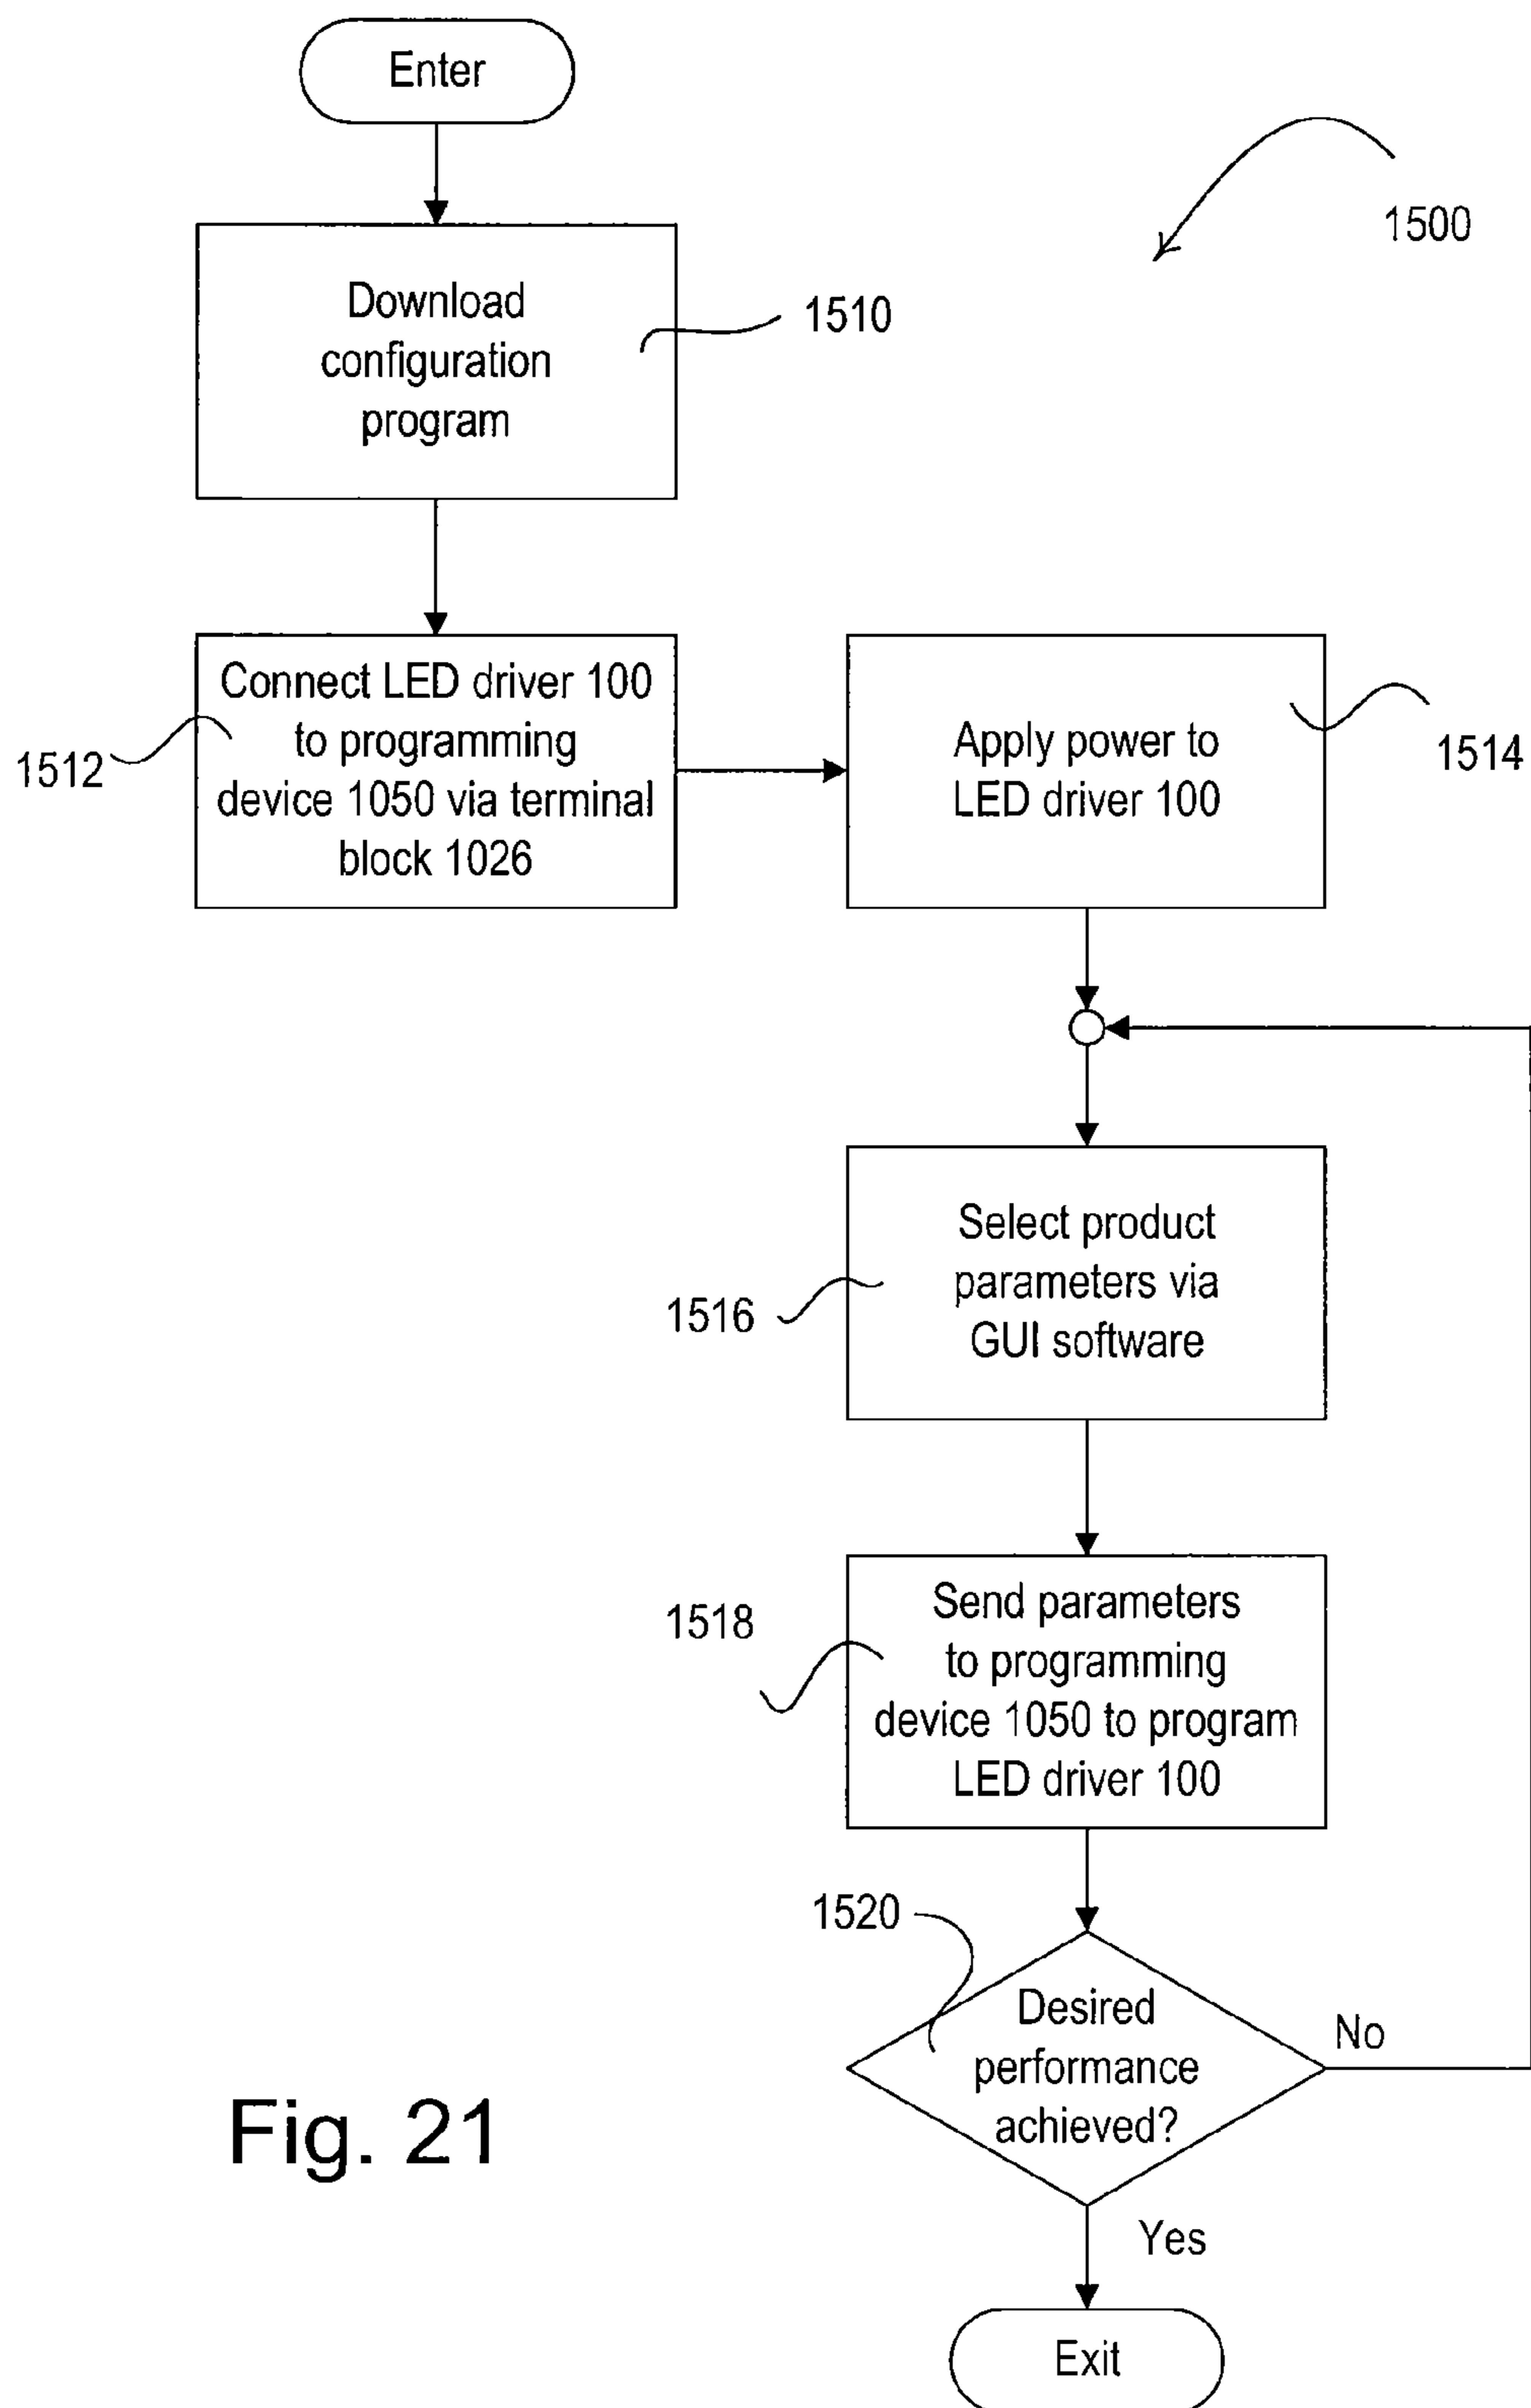 Enter
1500
Download
configuration
program
1510
Connect LED driver 100
to programming
device 1050 via terminal
block 1026
1512
Apply power to
LED driver 100
1514
Select product
parameters via
GUI software
1516
Send parameters
to programming
device 1050 to program
LED driver 100
1518
1520
Desired
performance
achieved?
No
Yes
Exit
Fig. 21